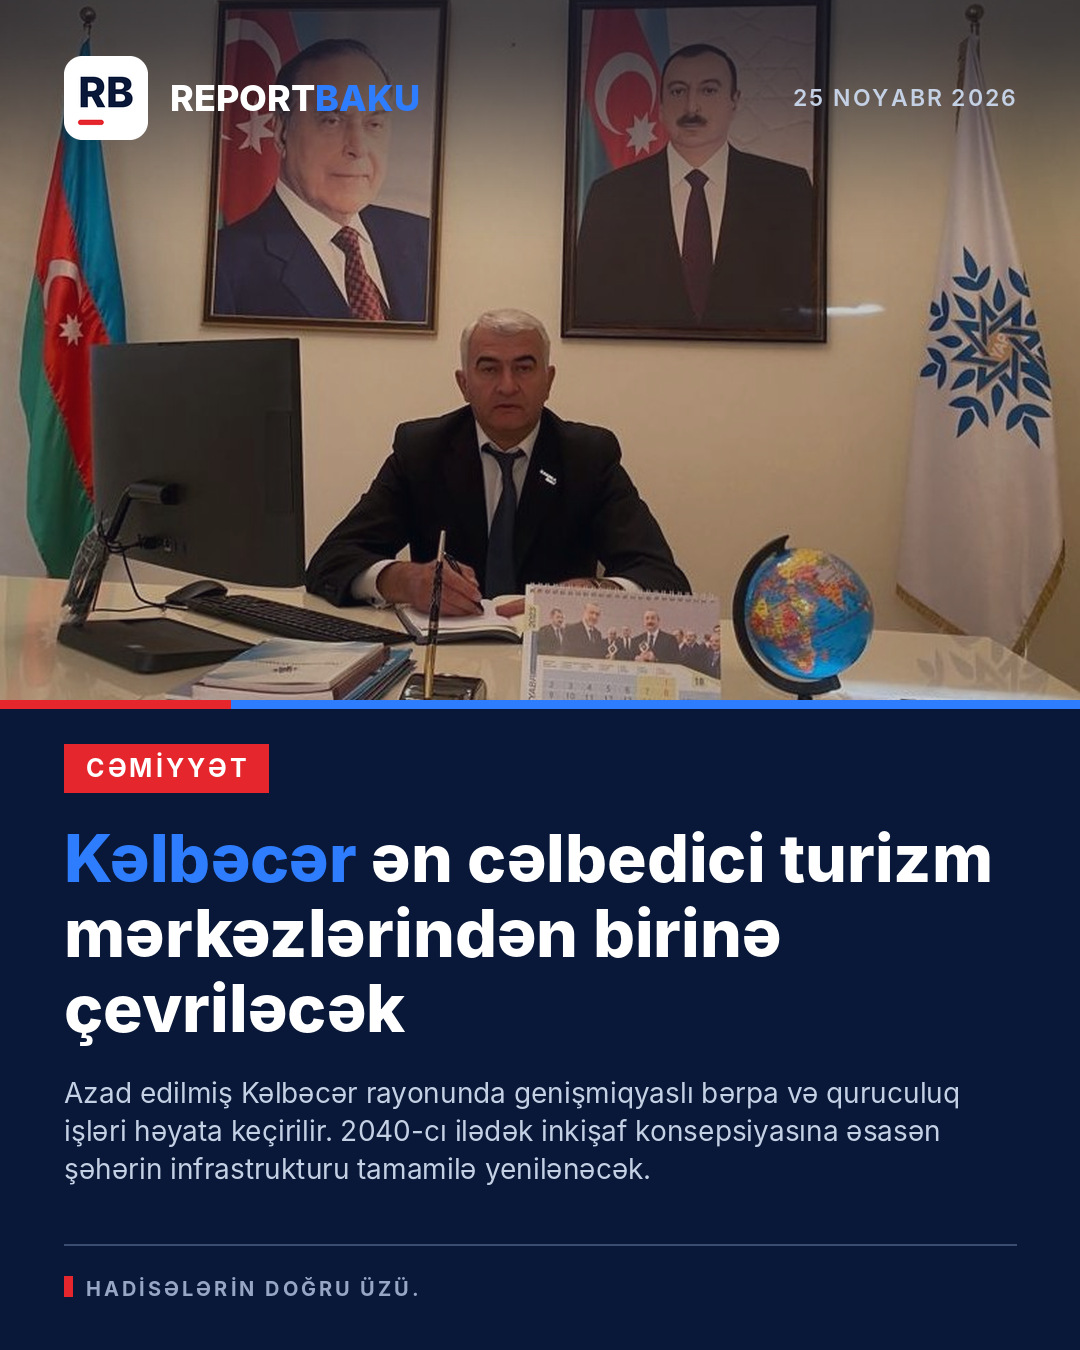 RB
REPORTBAKU
25 NOYABR 2026
YAP
2023
CƏMİYYƏT
Kəlbəcər ən cəlbedici turizm
mərkəzlərindən birinə
çevriləcək
Azad edilmiş Kəlbəcər rayonunda genişmiqyaslı bərpa və quruculuq
işləri həyata keçirilir. 2040-cı ilədək inkişaf konsepsiyasına əsasən
şəhərin infrastrukturu tamamilə yenilənəcək.
HADİSƏLƏRİN DOĞRU ÜZÜ.